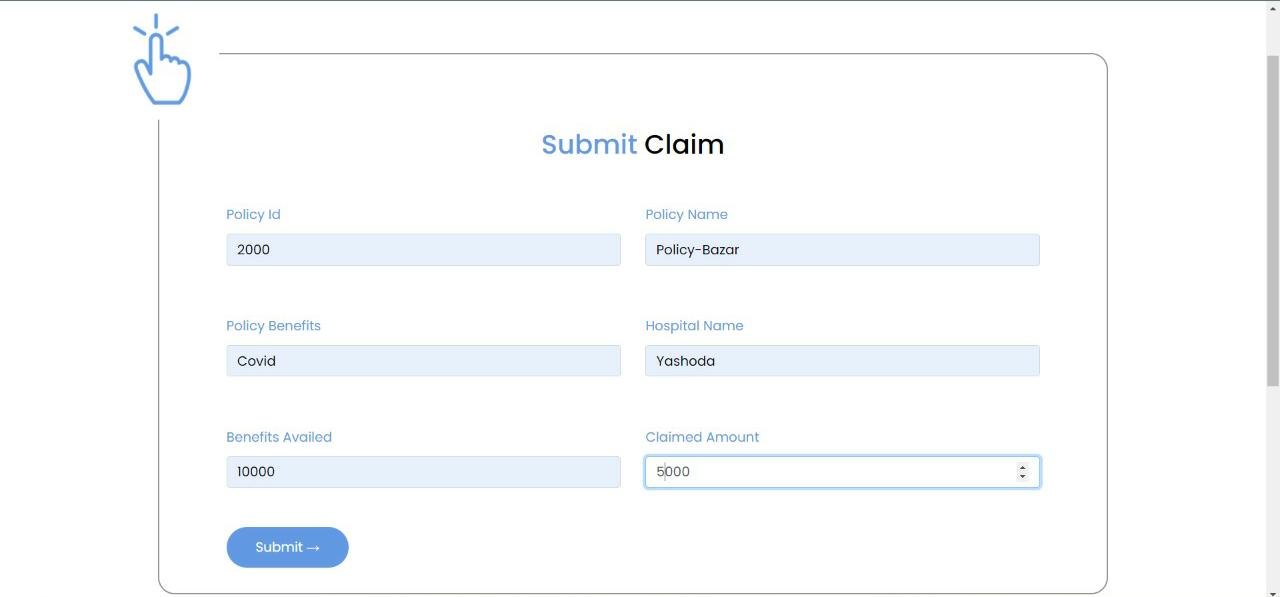 Submit Claim
Policy Id
Policy Name
2000
Policy-Bazar
Policy Benefits
Hospital Name
Covid
Yashoda
Benefits Availed
Claimed Amount
10000
5000
Submit →